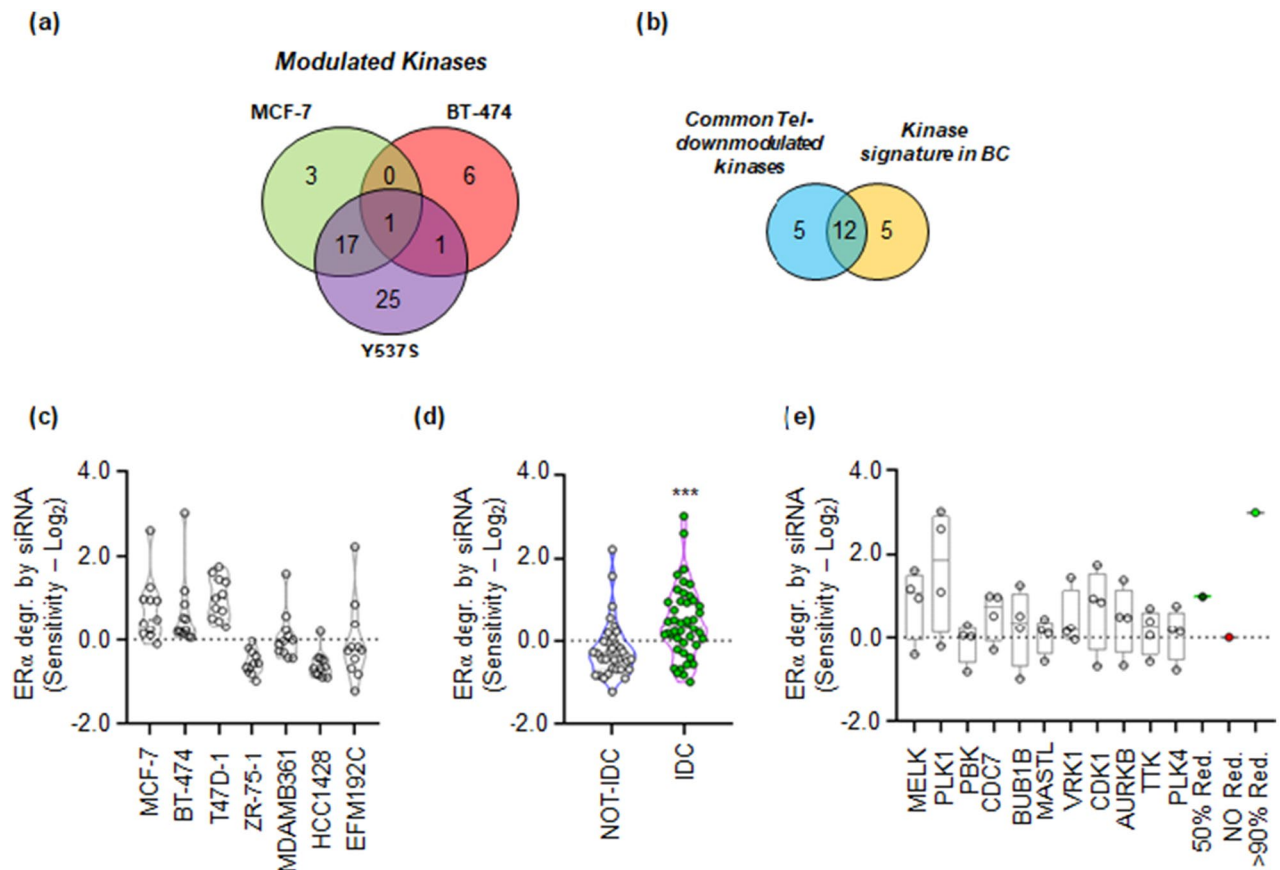 (a)
Modulated Kinases
MCF-7
BT-474
3
0
6
1
17
1
25
Y537S
(b)
Common Tel-
downmodulated
kinases
Kinase
signature in BC
5
12
5
(c)
ERα degr. by siRNA
(Sensitivity – Log2)
4.0
2.0
0.0
-2.0
MCF-7
BT-474
T47D-1
ZR-75-1
MDAMB361
HCC1428
EFM192C
(d)
ERα degr. by siRNA
(Sensitivity – Log2)
4.0
2.0
0.0
-2.0
***
NOT-IDC
IDC
(e)
ERα degr. by siRNA
(Sensitivity – Log2)
4.0
2.0
0.0
-2.0
MELK
PLK1
PBK
CDC7
BUB1B
MASTL
VRK1
CDK1
AURKB
TTK
PLK4
50% Red.
NO Red.
>90% Red.